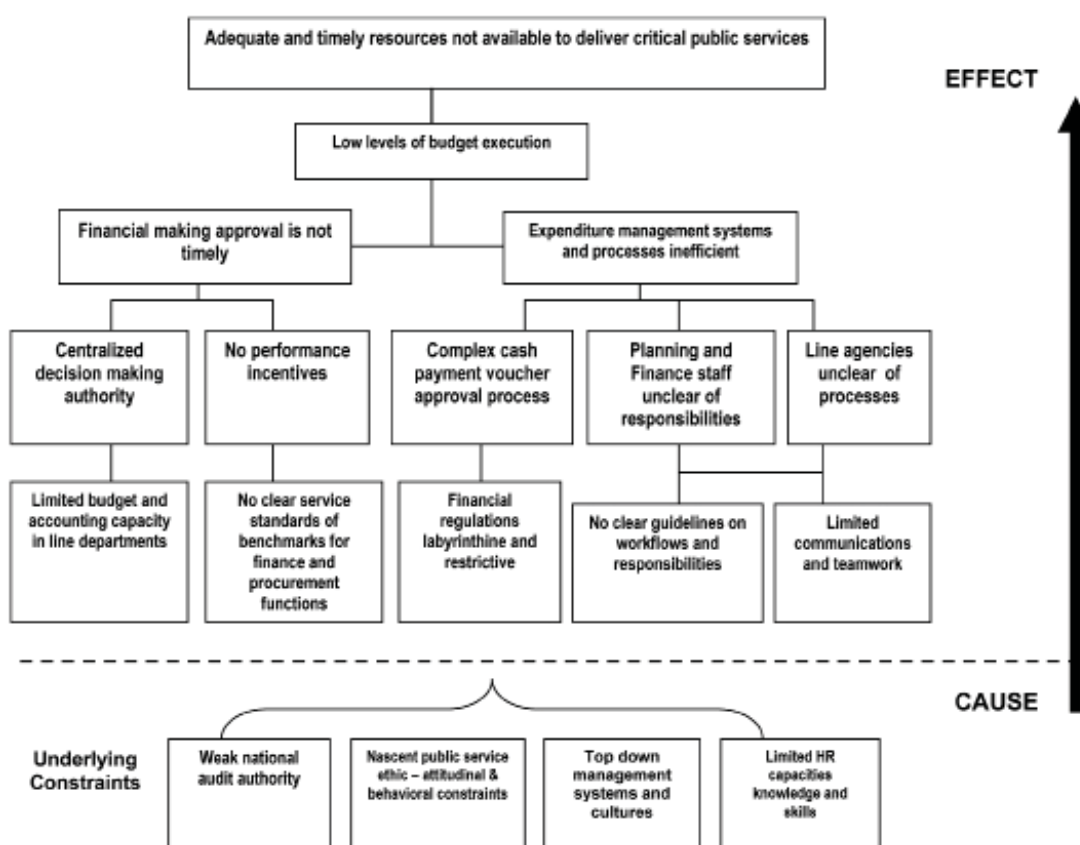 Adequate and timely resources not available to deliver critical public services
EFFECT
Low levels of budget execution
Financial making approval is not
timely
Expenditure management systems
and processes inefficient
Centralized
decision making
authority
No performance
incentives
Complex cash
payment voucher
approval process
Planning and
Finance staff
unclear of
responsibilities
Line agencies
unclear of
processes
Limited budget and
accounting capacity
in line departments
No clear service
standards of
benchmarks for
finance and
procurement
functions
Financial
regulations
labyrinthine and
restrictive
No clear guidelines on
workflows and
responsibilities
Limited
communications
and teamwork
CAUSE
Underlying
Constraints
Weak national
audit authority
Nascent public service
ethic – attitudinal &
behavioral constraints
Top down
management
systems and
cultures
Limited HR
capacities
knowledge and
skills